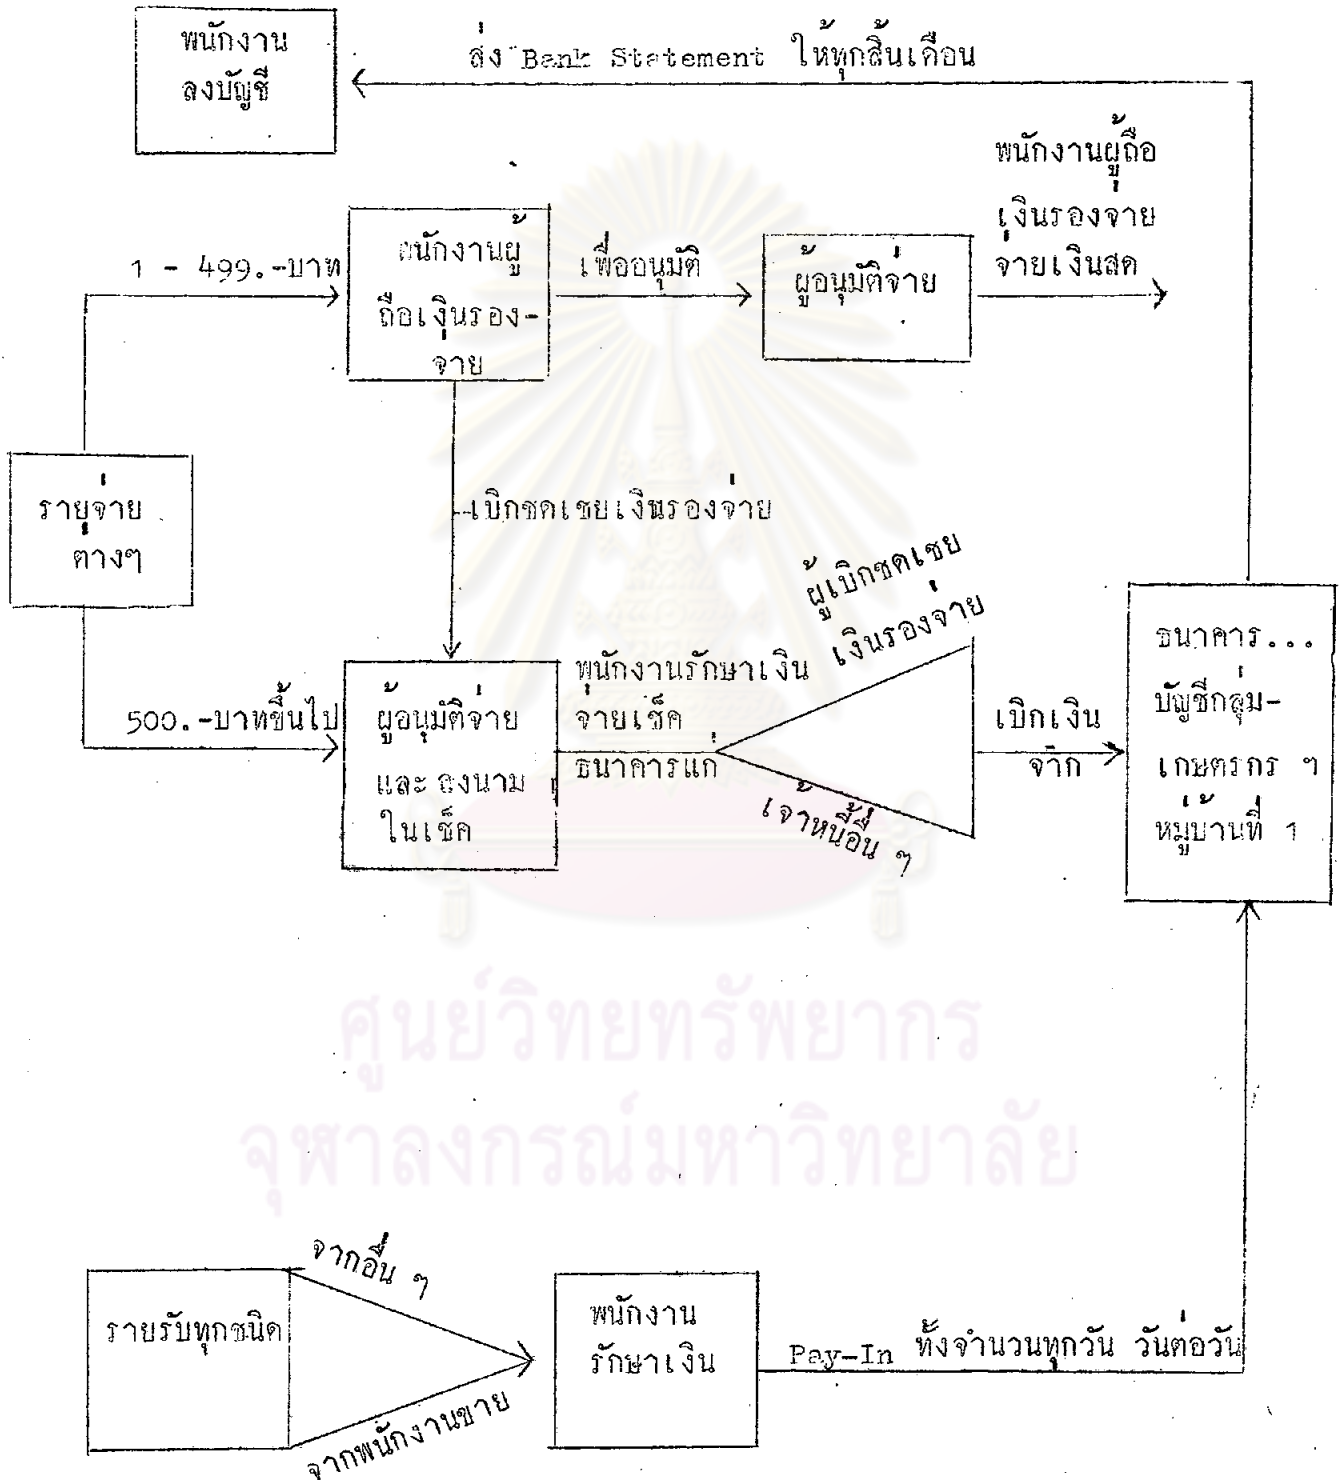 พนักงาน
ลงบัญชี
ส่ง Bank Statement ให้ทุกสิ้นเดือน
พนักงานผู้ถือ
เงินรองจ่าย
จ่ายเงินสด
1 - 499.-บาท
พนักงานผู้
ถือเงินรอง-
จ่าย
เพื่ออนุมัติ
ผู้อนุมัติจ่าย
รายจ่าย
ต่างๆ
เบิกชดเชยเงินรองจ่าย
ผู้เบิกชดเชย
เงินรองจ่าย
500.-บาทขึ้นไป
ผู้อนุมัติจ่าย
และ ลงนาม
ในเช็ค
พนักงานรักษาเงิน
จ่ายเช็ค
ธนาคารแก่
เจ้าหนี้อื่น ๆ
เบิกเงิน
จาก
ธนาคาร...
บัญชีกลุ่ม-
เกษตรกร ฯ
หมู่บ้านที่ 1
ศูนย์วิทยทรัพยากร
จุฬาลงกรณ์มหาวิทยาลัย
รายรับทุกชนิด
จากอื่น ๆ
จากพนักงานขาย
พนักงาน
รักษาเงิน
Pay-In ทั้งจำนวนทุกวัน วันต่อวัน